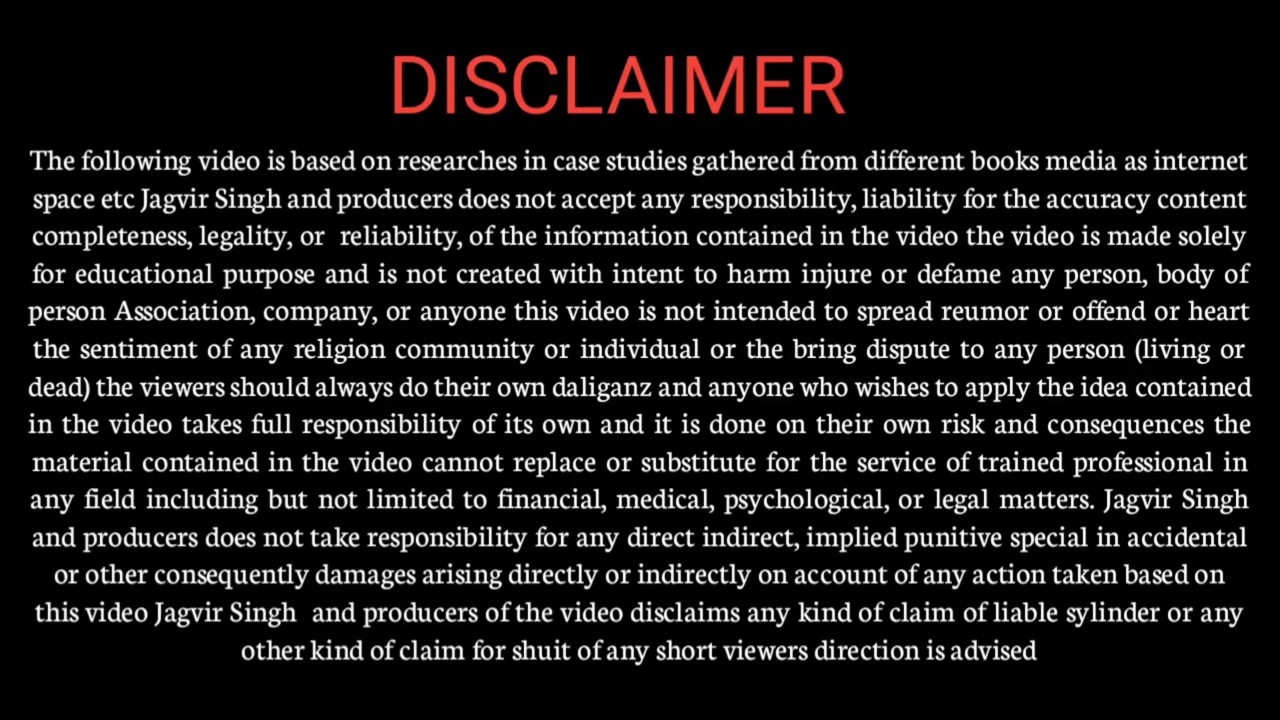 DISCLAIMER
The following video is based on researches in case studies gathered from different books media as internet
space etc Jagvir Singh and producers does not accept any responsibility, liability for the accuracy content
completeness, legality, or reliability, of the information contained in the video the video is made solely
for educational purpose and is not created with intent to harm injure or defame any person, body of
person Association, company, or anyone this video is not intended to spread reumor or offend or heart
the sentiment of any religion community or individual or the bring dispute to any person (living or
dead) the viewers should always do their own daliganz and anyone who wishes to apply the idea contained
in the video takes full responsibility of its own and it is done on their own risk and consequences the
material contained in the video cannot replace or substitute for the service of trained professional in
any field including but not limited to financial, medical, psychological, or legal matters. Jagvir Singh
and producers does not take responsibility for any direct indirect, implied punitive special in accidental
or other consequently damages arising directly or indirectly on account of any action taken based on
this video Jagvir Singh and producers of the video disclaims any kind of claim of liable sylinder or any
other kind of claim for shuit of any short viewers direction is advised